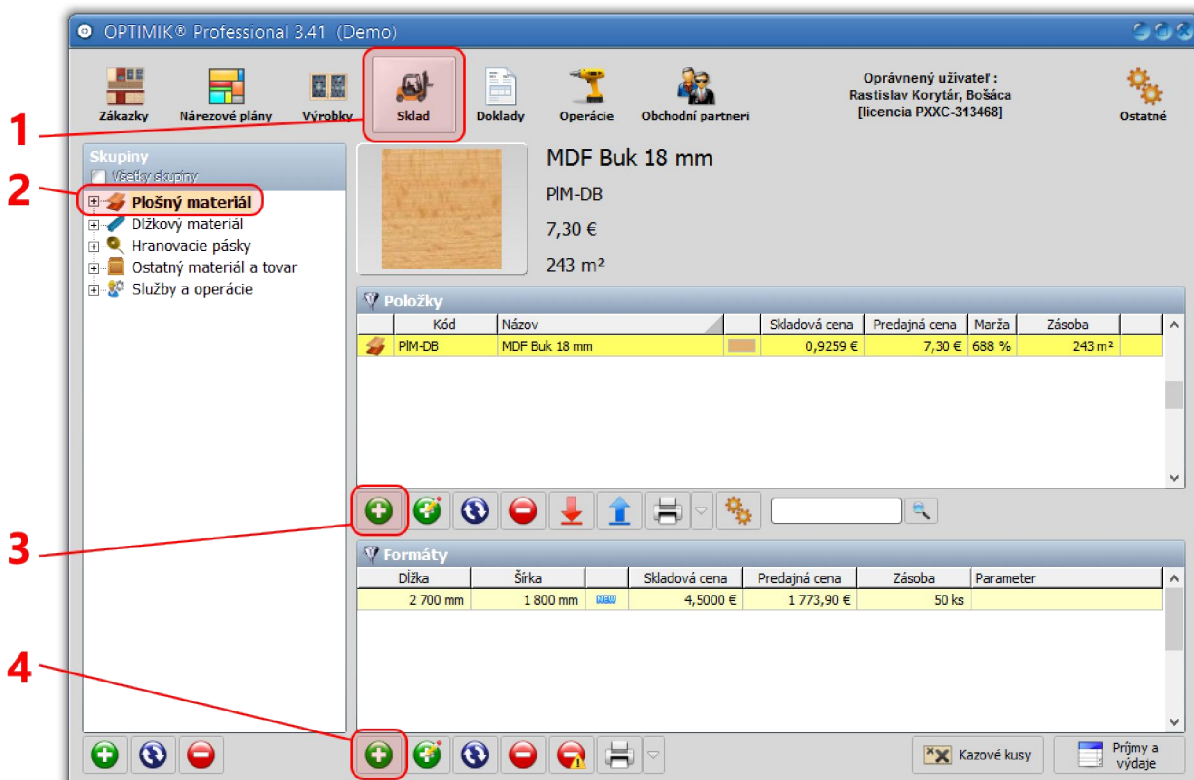 OPTIMIK® Professional 3.41 (Demo)
Zákazky
Nárezové plány
Výrobky
Sklad
Doklady
Operácie
Obchodní partneri
Oprávnený užívateľ :
Rastislav Korytár, Bošáca
[licencia PXXC-313468]
Ostatné
1
2
3
4
Skupiny
Všetky skupiny
Plošný materiál
Dĺžkový materiál
Hranovacie pásky
Ostatný materiál a tovar
Služby a operácie
MDF Buk 18 mm
PlM-DB
7,30 €
243 m²
Položky
Kód Názov Skladová cena Predajná cena Marža Zásoba
PlM-DB MDF Buk 18 mm 0,9259 € 7,30 € 688 % 243 m²
Formáty
Dĺžka Šírka Skladová cena Predajná cena Zásoba Parameter
2 700 mm 1 800 mm NEW 4,5000 € 1 773,90 € 50 ks
Kazové kusy
Príjmy a
výdaje